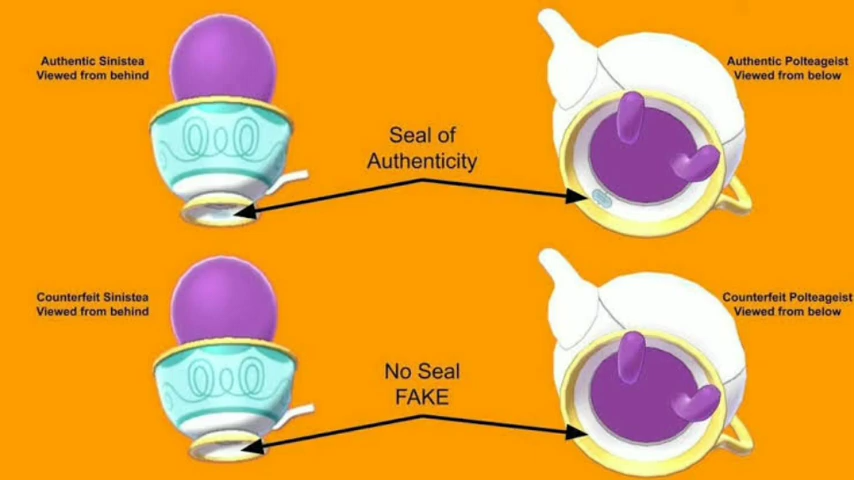 Authentic Sinistea
Viewed from behind
Authentic Polteageist
Viewed from below
Seal of
Authenticity
Counterfeit Sinistea
Viewed from behind
Counterfeit Polteageist
Viewed from below
No Seal
FAKE